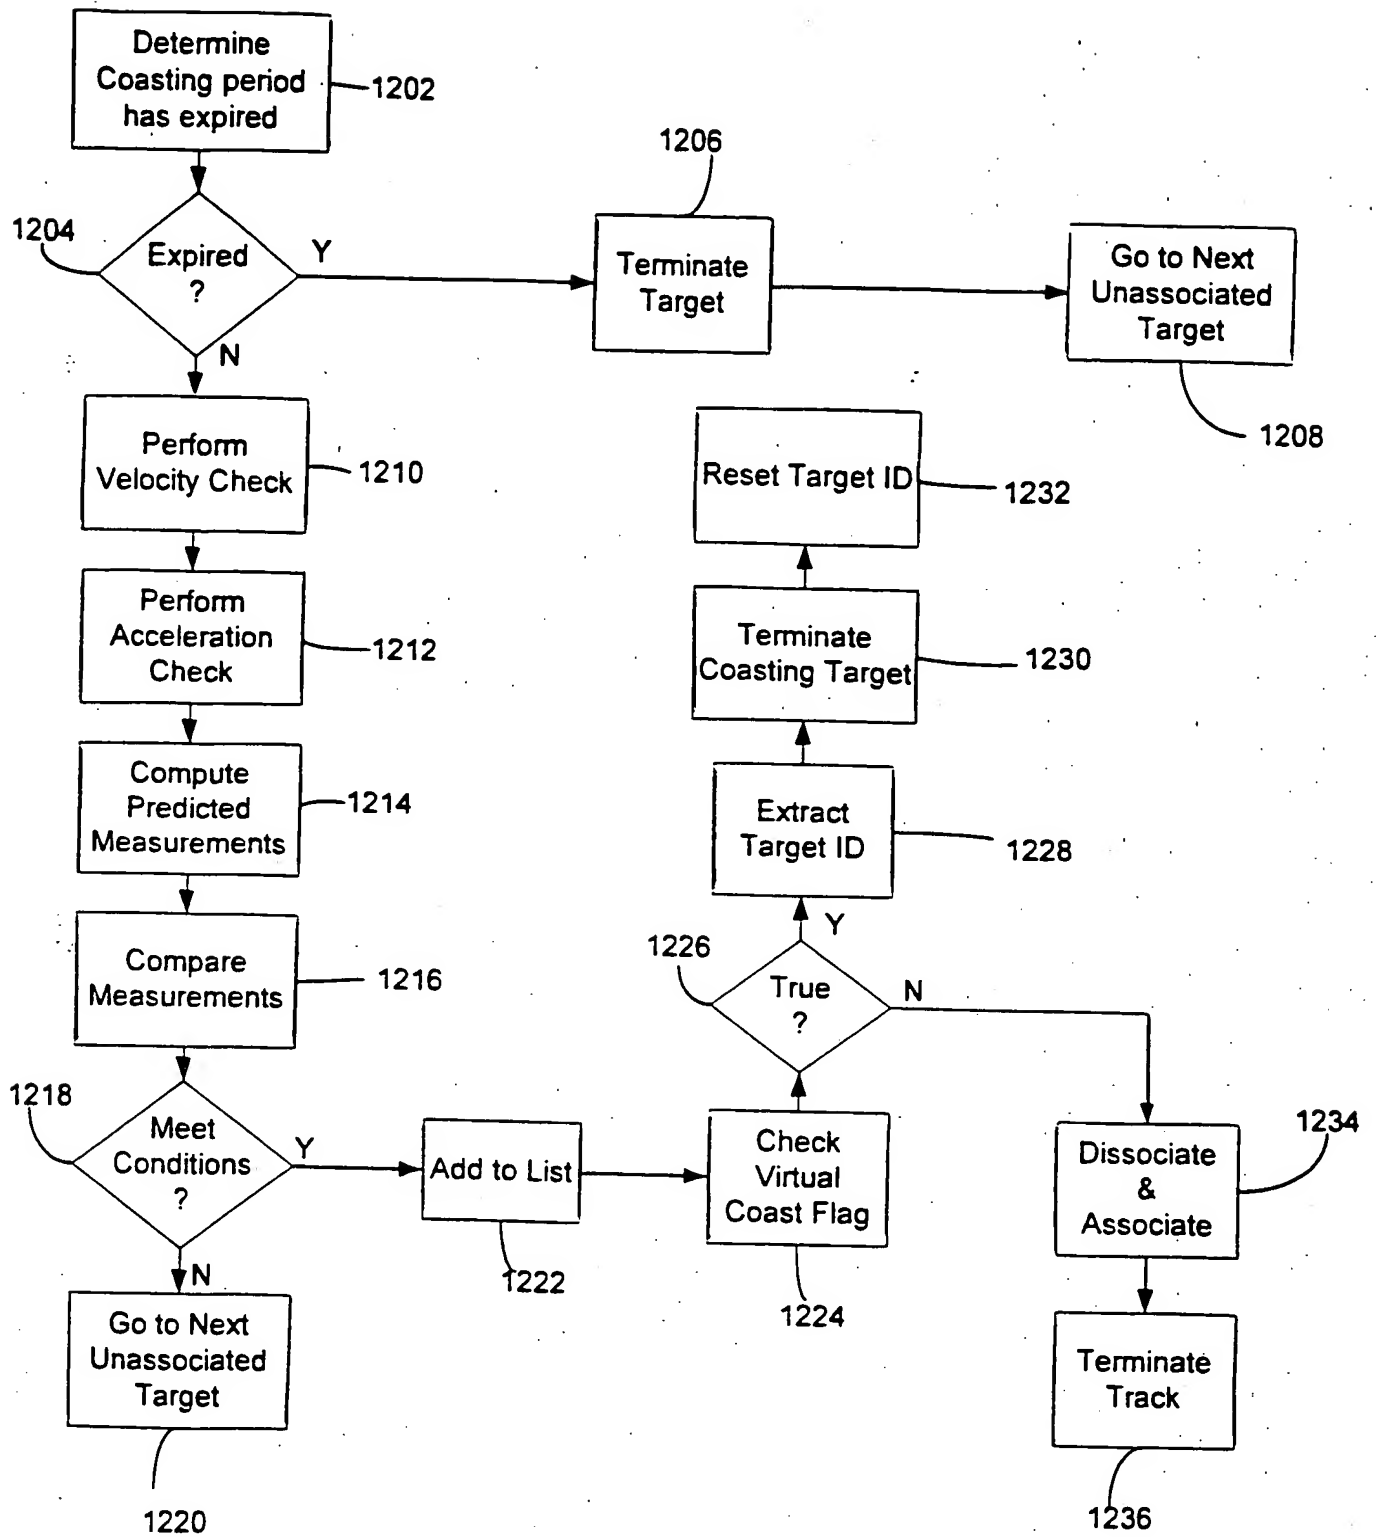 Determine
Coasting period
has expired
1202
1204
Expired
?
Y
N
1206
Terminate
Target
Go to Next
Unassociated
Target
1208
Perform
Velocity Check
1210
Perform
Acceleration
Check
1212
Compute
Predicted
Measurements
1214
Compare
Measurements
1216
1218
Meet
Conditions
?
Y
N
Go to Next
Unassociated
Target
1220
Add to List
1222
Check
Virtual
Coast Flag
1224
1226
True
?
Y
N
Extract
Target ID
1228
Terminate
Coasting Target
1230
Reset Target ID
1232
Dissociate
&
Associate
1234
Terminate
Track
1236